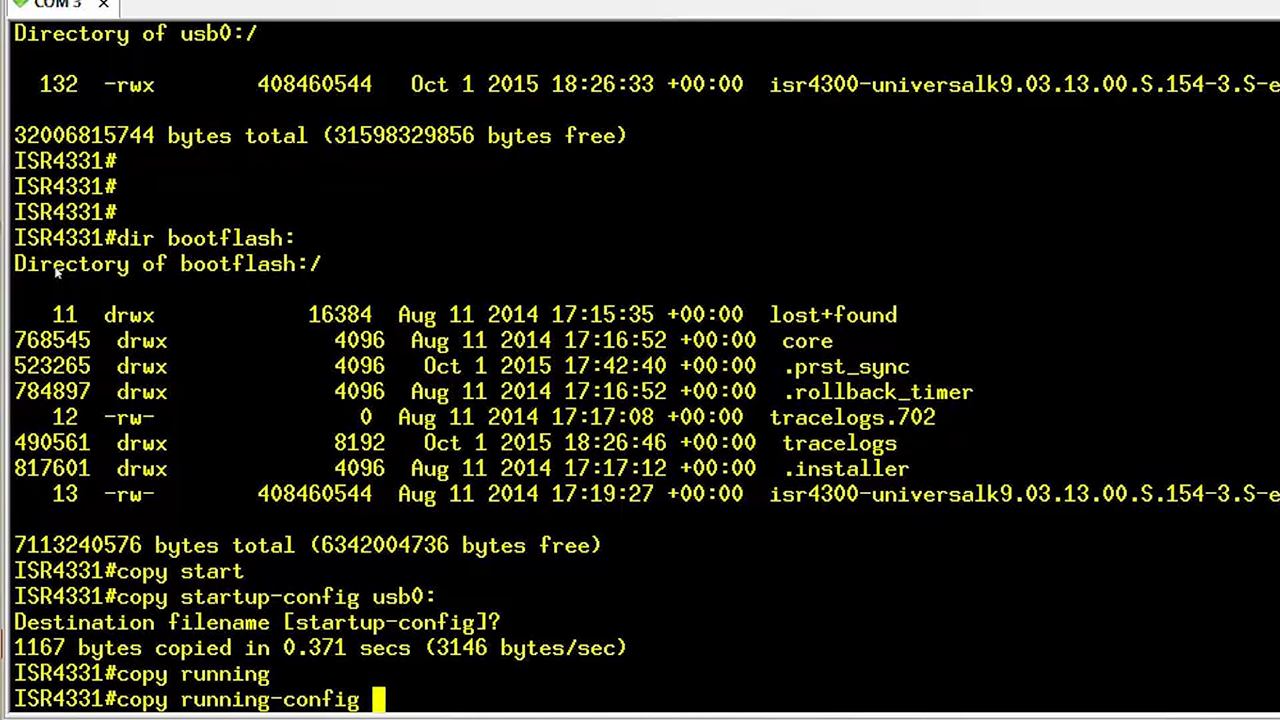 COM 3 ×
Directory of usb0:/
132 -rwx 408460544 Oct 1 2015 18:26:33 +00:00 isr4300-universalk9.03.13.00.S.154-3.S-e
32006815744 bytes total (31598329856 bytes free)
ISR4331#
ISR4331#
ISR4331#
ISR4331#dir bootflash:
Directory of bootflash:/
11 drwx 16384 Aug 11 2014 17:15:35 +00:00 lost+found
768545 drwx 4096 Aug 11 2014 17:16:52 +00:00 core
523265 drwx 4096 Oct 1 2015 17:42:40 +00:00 .prst_sync
784897 drwx 4096 Aug 11 2014 17:16:52 +00:00 .rollback_timer
12 -rw- 0 Aug 11 2014 17:17:08 +00:00 tracelogs.702
490561 drwx 8192 Oct 1 2015 18:26:46 +00:00 tracelogs
817601 drwx 4096 Aug 11 2014 17:17:12 +00:00 .installer
13 -rw- 408460544 Aug 11 2014 17:19:27 +00:00 isr4300-universalk9.03.13.00.S.154-3.S-e
7113240576 bytes total (6342004736 bytes free)
ISR4331#copy start
ISR4331#copy startup-config usb0:
Destination filename [startup-config]?
1167 bytes copied in 0.371 secs (3146 bytes/sec)
ISR4331#copy running
ISR4331#copy running-config